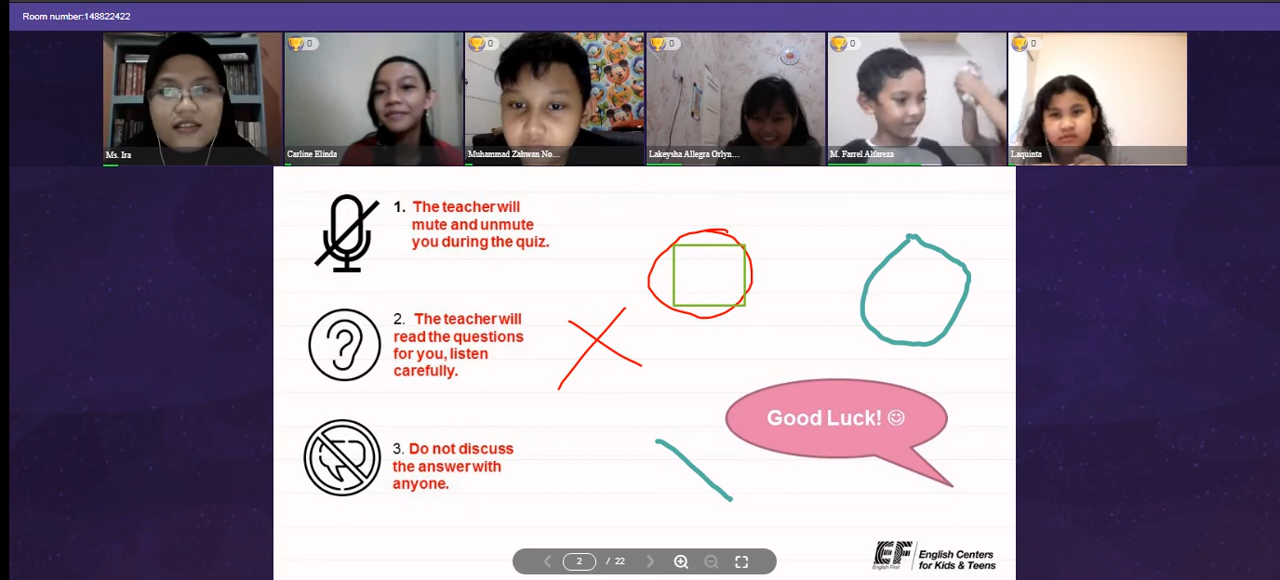 Room number:148822422
0
0
0
0
0
Ms. Ira
Carline Elinda
Muhammad Zahwan No...
Lakeysha Allegra Orlyn...
M. Farrel Alfareza
Laquinta
1. The teacher will
mute and unmute
you during the quiz.
2. The teacher will
read the questions
for you, listen
carefully.
3. Do not discuss
the answer with
anyone.
Good Luck! ☺
EF
English First
English Centers
for Kids & Teens
2 / 22